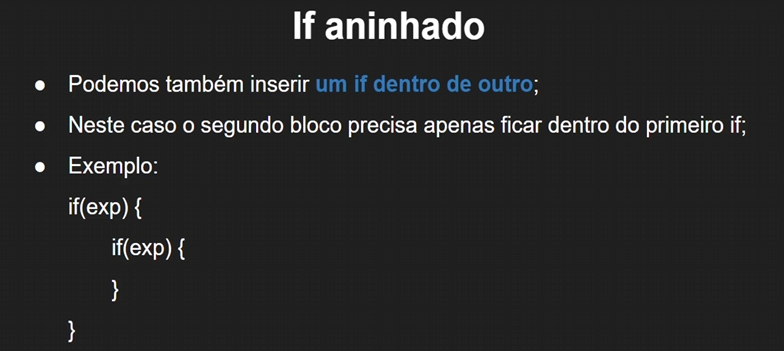 If aninhado
● Podemos também inserir um if dentro de outro;
● Neste caso o segundo bloco precisa apenas ficar dentro do primeiro if;
● Exemplo:
if(exp) {
if(exp) {
}
}